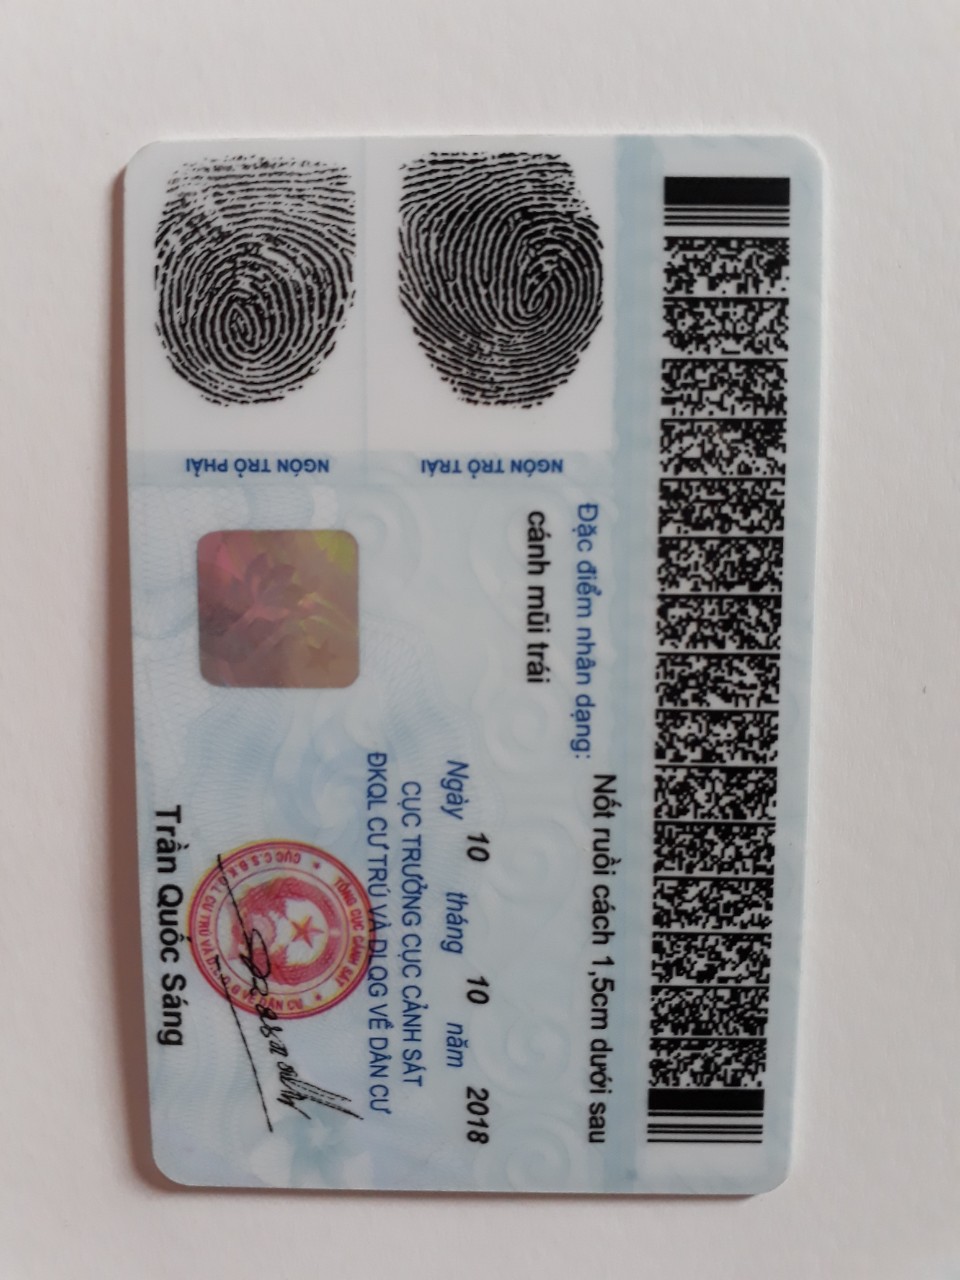 Đặc điểm nhân dạng: Nốt ruồi cách 1,5cm dưới sau
cánh mũi trái
NGÓN TRỎ TRÁI
Ngày 10 tháng 10 năm 2018
CỤC TRƯỞNG CỤC CẢNH SÁT
ĐKQL CƯ TRÚ VÀ DLQG VỀ DÂN CƯ
TỔNG CỤC CẢNH SÁT
CỤC C.S.Đ.K.Q.L CƯ TRÚ VÀ D.L.Q.G VỀ DÂN CƯ
NGÓN TRỎ PHẢI
Trần Quốc Sáng